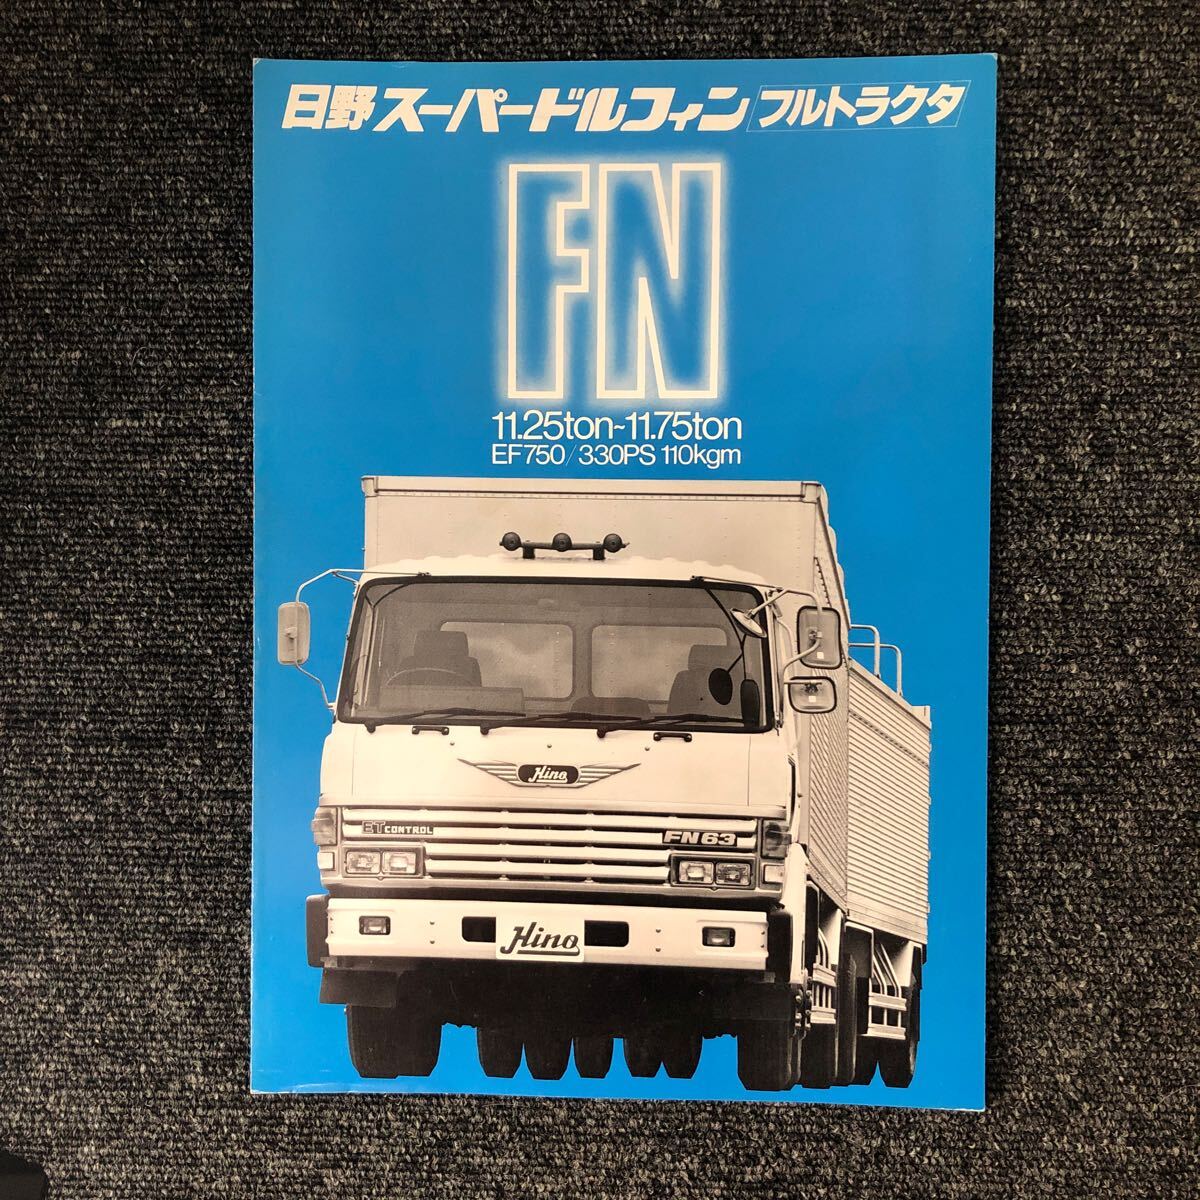 日野スーパードルフィン フルトラクタ
FN
11.25ton~11.75ton
EF750/330PS 110kgm
Hino
ET CONTROL
FN63
Hino